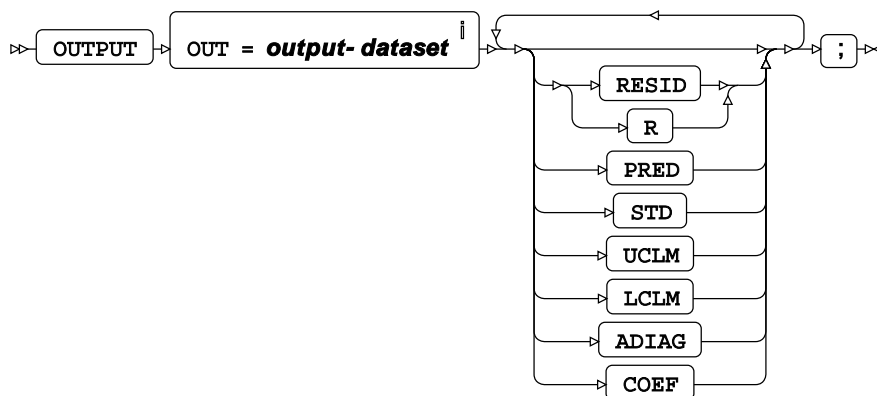 OUTPUT OUT = output- dataset i ;
RESID
R
PRED
STD
UCLM
LCLM
ADIAG
COEF